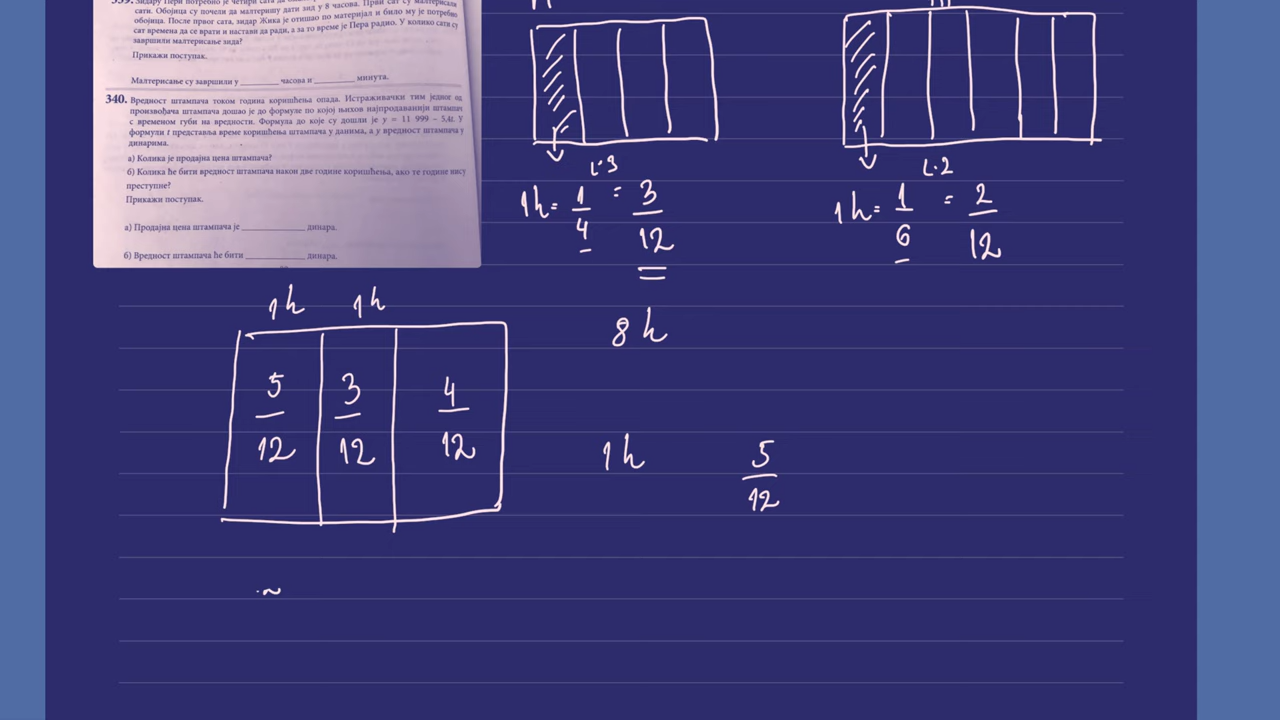 339. Зидару Пери потребно је четири сата да
сати. Обојица су почели да малтеришу дати зид у 8 часова. Први сат су малтерисали
обојица. После првог сата, зидар Жика је отишао по материјал и било му је потребно
сат времена да се врати и настави да ради, а за то време је Пера радио. У колико сати су
завршили малтерисање зида?
Прикажи поступак.
Малтерисање су завршили у ________ часова и ________ минута.
340. Вредност штампача током година коришћења опада. Истраживачки тим једног од
произвођача штампача дошао је до формуле по којој њихов најпродаванији штампач
с временом губи на вредности. Формула до које су дошли је y = 11 999 – 5,4t. У
формули t представља време коришћења штампача у данима, а y вредност штампача у
динарима.
а) Колика је продајна цена штампача?
б) Колика ће бити вредност штампача након две године коришћења, ако те године нису
преступне?
Прикажи поступак.
а) Продајна цена штампача је ____________ динара.
б) Вредност штампача ће бити ____________ динара.
1h = 1/4 = 3/12
1h = 1/6 = 2/12
1h 1h
8h
5/12 3/12 4/12
1h 5/12